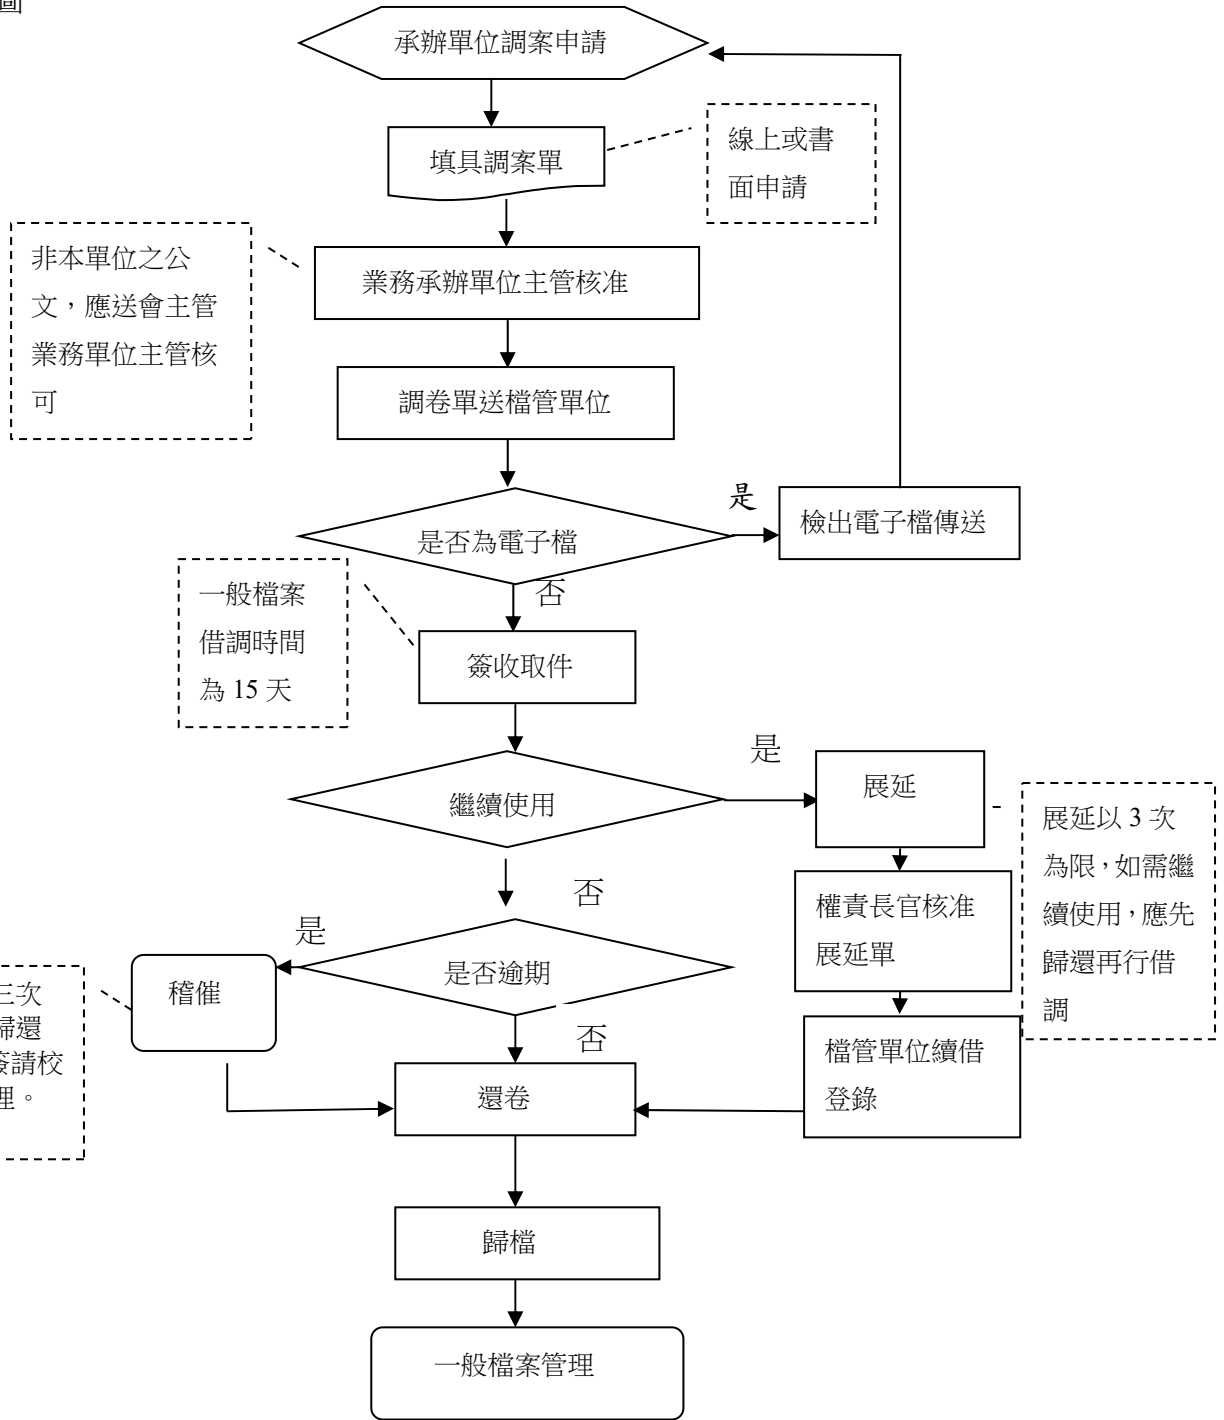 圖
承辦單位調案申請
填具調案單
線上或書
面申請
非本單位之公
文，應送會主管
業務單位主管核
可
業務承辦單位主管核准
調卷單送檔管單位
是否為電子檔
是
檢出電子檔傳送
否
一般檔案
借調時間
為 15 天
簽收取件
繼續使用
是
展延
展延以 3 次
為限，如需繼
續使用，應先
歸還再行借
調
權責長官核准
展延單
檔管單位續借
登錄
否
是否逾期
是
稽催
三次
歸還
簽請校
理。
否
還卷
歸檔
一般檔案管理